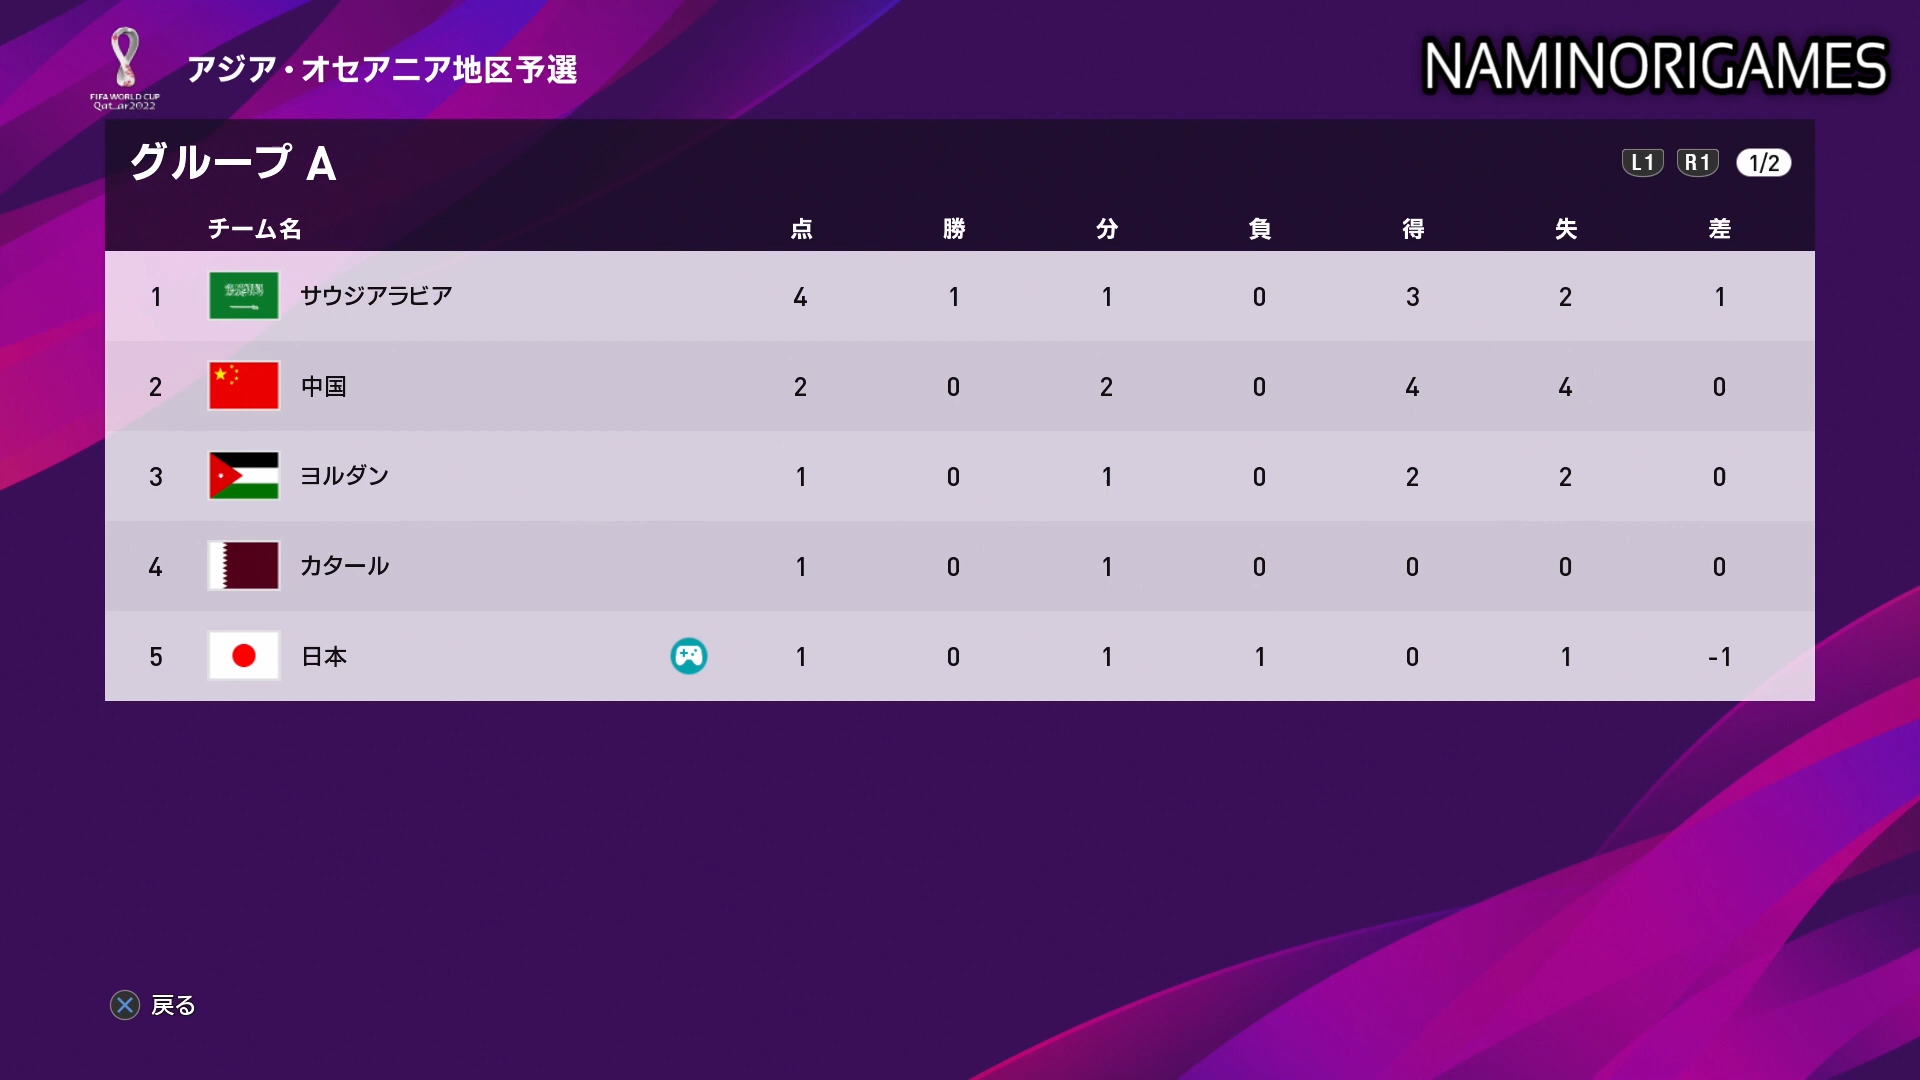 FIFA WORLD CUP
Qatar2022
アジア・オセアニア地区予選
NAMINORIGAMES
グループ A
L1 R1 1/2
チーム名 点 勝 分 負 得 失 差
1 サウジアラビア 4 1 1 0 3 2 1
2 中国 2 0 2 0 4 4 0
3 ヨルダン 1 0 1 0 2 2 0
4 カタール 1 0 1 0 0 0 0
5 日本 1 0 1 1 0 1 -1
戻る